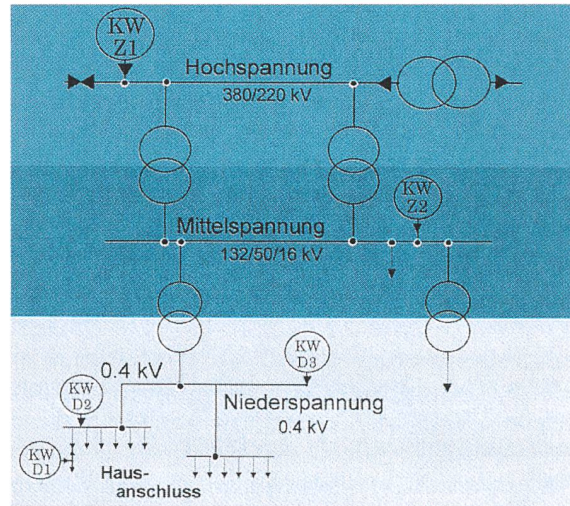 KW
Z1
Hochspannung
380/220 kV
KW
Z2
Mittelspannung
132/50/16 kV
KW
D3
0.4 kV
KW
D2
Niederspannung
0.4 kV
KW
D1
Haus-
anschluss